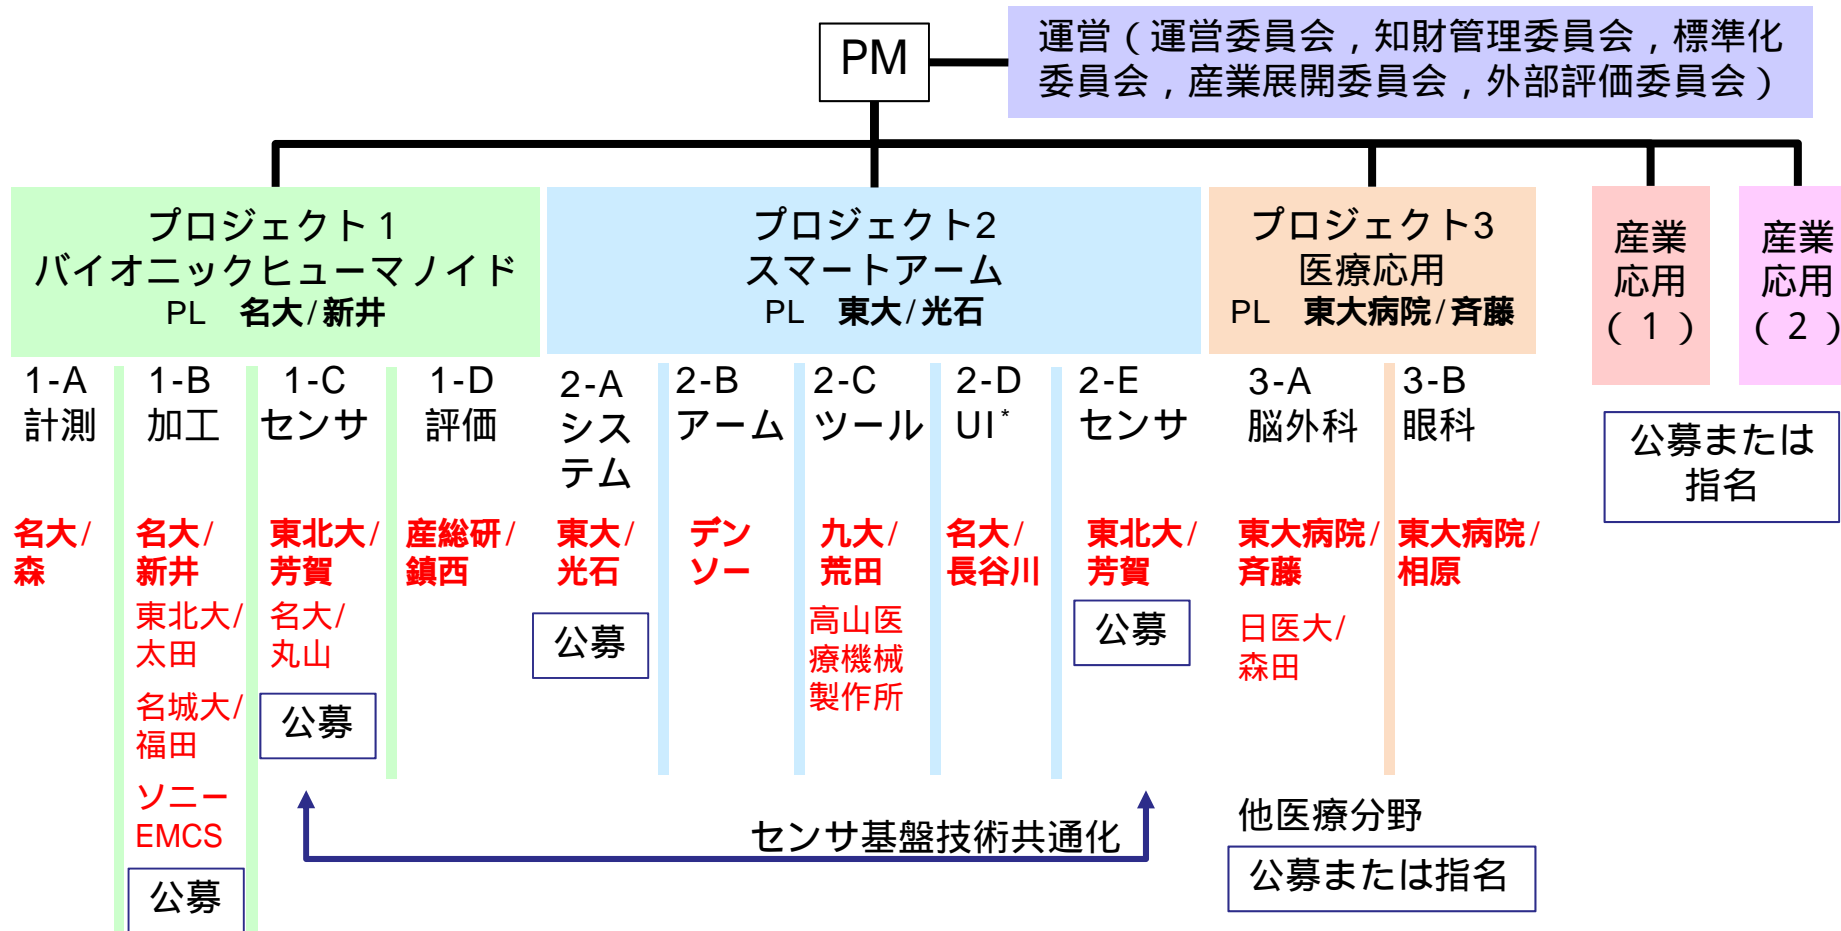 PM
運営（運営委員会，知財管理委員会，標準化
委員会，産業展開委員会，外部評価委員会）
プロジェクト１
バイオニックヒューマノイド
PL　名大/新井
プロジェクト2
スマートアーム
PL　東大/光石
プロジェクト3
医療応用
PL　東大病院/斉藤
産業
応用
（１）
産業
応用
（２）
1-A
計測
1-B
加工
1-C
センサ
1-D
評価
2-A
シス
テム
2-B
アーム
2-C
ツール
2-D
UI*
2-E
センサ
3-A
脳外科
3-B
眼科
公募または
指名
名大/
森
名大/
新井
東北大/
太田
名城大/
福田
ソニー
EMCS
公募
東北大/
芳賀
名大/
丸山
公募
産総研/
鎮西
東大/
光石
公募
デン
ソー
九大/
荒田
高山医
療機械
製作所
名大/
長谷川
東北大/
芳賀
公募
東大病院/
斉藤
日医大/
森田
東大病院/
相原
センサ基盤技術共通化
他医療分野
公募または指名